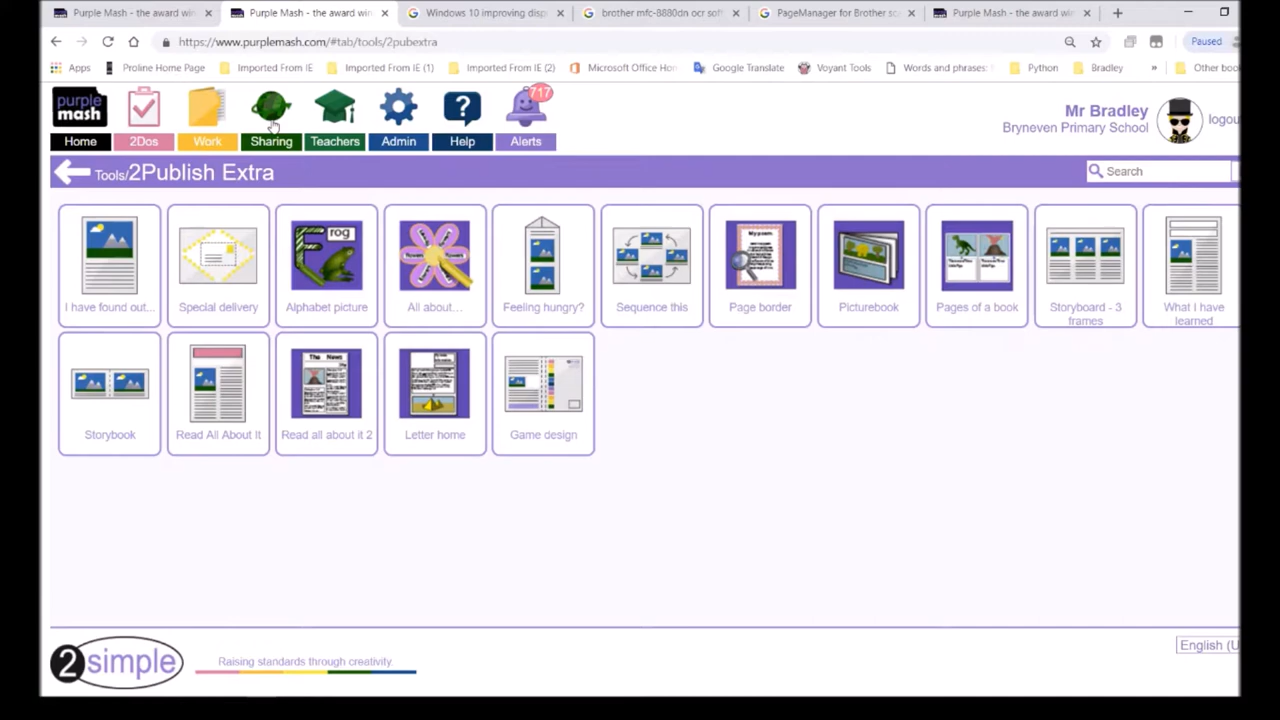 Purple Mash - the award win
Purple Mash - the award win
Windows 10 improving disp
brother mfc-8880dn ocr soft
PageManager for Brother sc
Purple Mash - the award win
https://www.purplemash.com/#tab/tools/2pubextra
Paused
Apps
Proline Home Page
Imported From IE
Imported From IE (1)
Imported From IE (2)
Microsoft Office Hom
Google Translate
Voyant Tools
Words and phrases:
Python
Bradley
»
Other book
purple
mash
717
Home
2Dos
Work
Sharing
Teachers
Admin
Help
Alerts
Mr Bradley
Bryneven Primary School
logou
Tools/2Publish Extra
Search
rog
My poem
The News
I have found out...
Special delivery
Alphabet picture
All about...
Feeling hungry?
Sequence this
Page border
Picturebook
Pages of a book
Storyboard - 3
frames
What I have
learned
Storybook
Read All About It
Read all about it 2
Letter home
Game design
2simple
Raising standards through creativity.
English (U